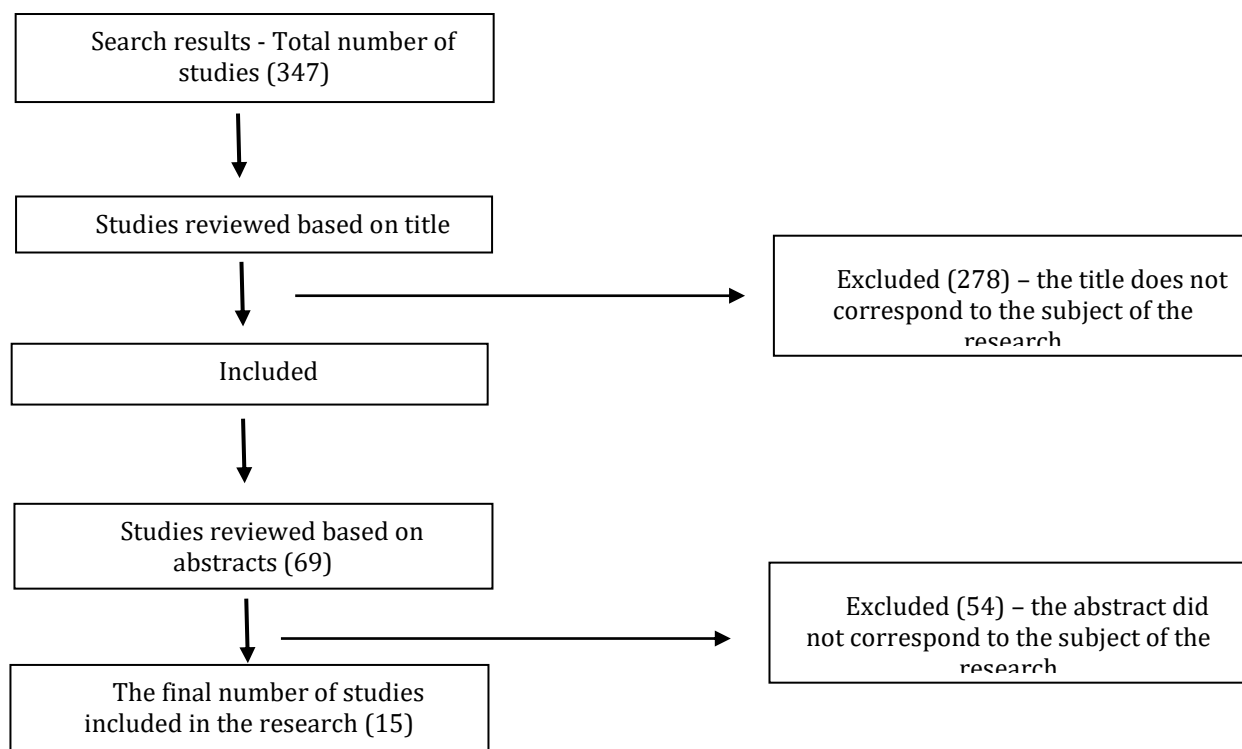 Search results - Total number of
studies (347)
Studies reviewed based on title
Excluded (278) – the title does not
correspond to the subject of the
research
Included
Studies reviewed based on
abstracts (69)
Excluded (54) – the abstract did
not correspond to the subject of the
research
The final number of studies
included in the research (15)